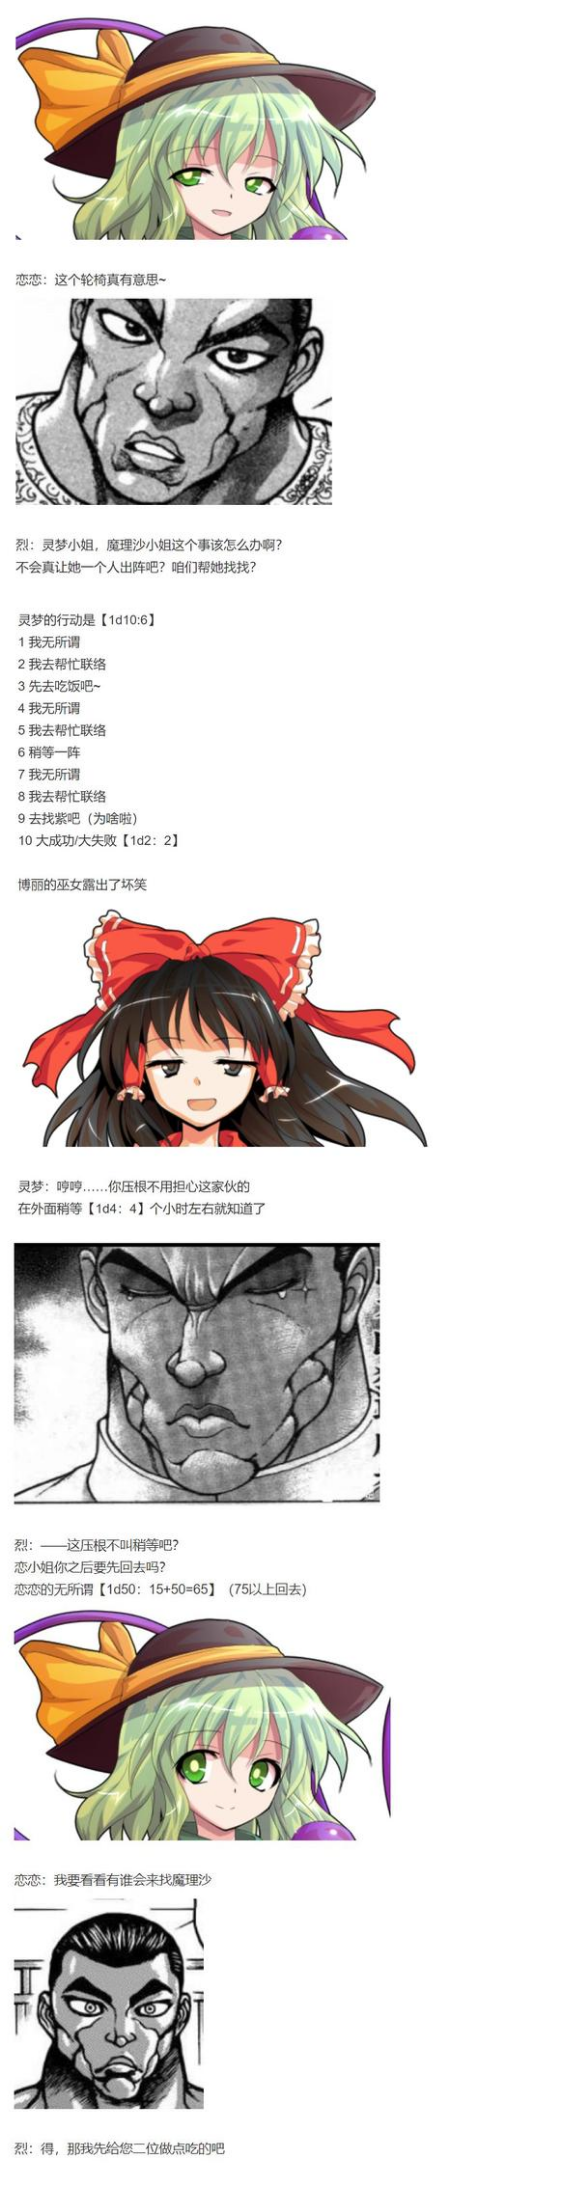 恋恋：这个轮椅真有意思~
烈：灵梦小姐，魔理沙小姐这个事该怎么办啊？
不会真让她一个人出阵吧？咱们帮她找找？
灵梦的行动是【1d10:6】
1 我无所谓
2 我去帮忙联络
3 先去吃饭吧~
4 我无所谓
5 我去帮忙联络
6 稍等一阵
7 我无所谓
8 我去帮忙联络
9 去找紫吧（为啥啦）
10 大成功/大失败【1d2：2】
博丽的巫女露出了坏笑
灵梦：哼哼……你压根不用担心这家伙的
在外面稍等【1d4：4】个小时左右就知道了
烈：——这压根不叫稍等吧？
恋小姐你之后要先回去吗？
恋恋的无所谓【1d50：15+50=65】（75以上回去）
恋恋：我要看看有谁会来找魔理沙
烈：得，那我先给您二位做点吃的吧